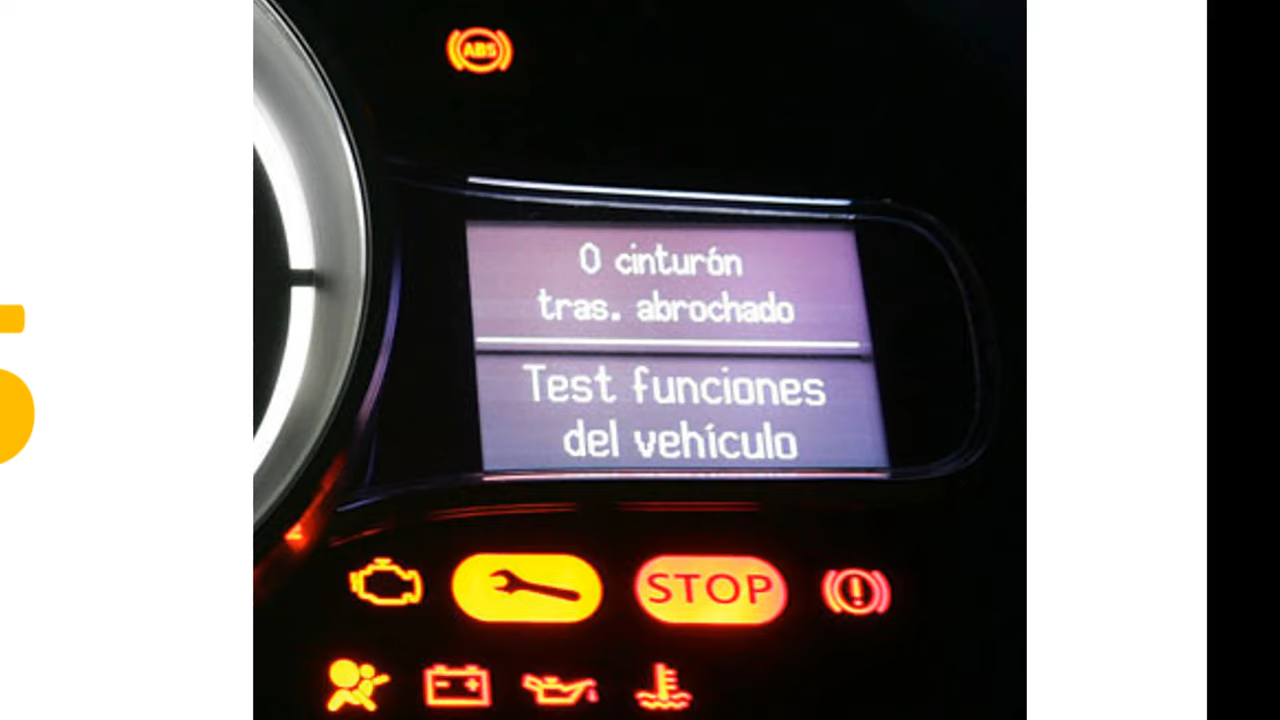 ABS
0 cinturón
tras. abrochado
Test funciones
del vehículo
STOP